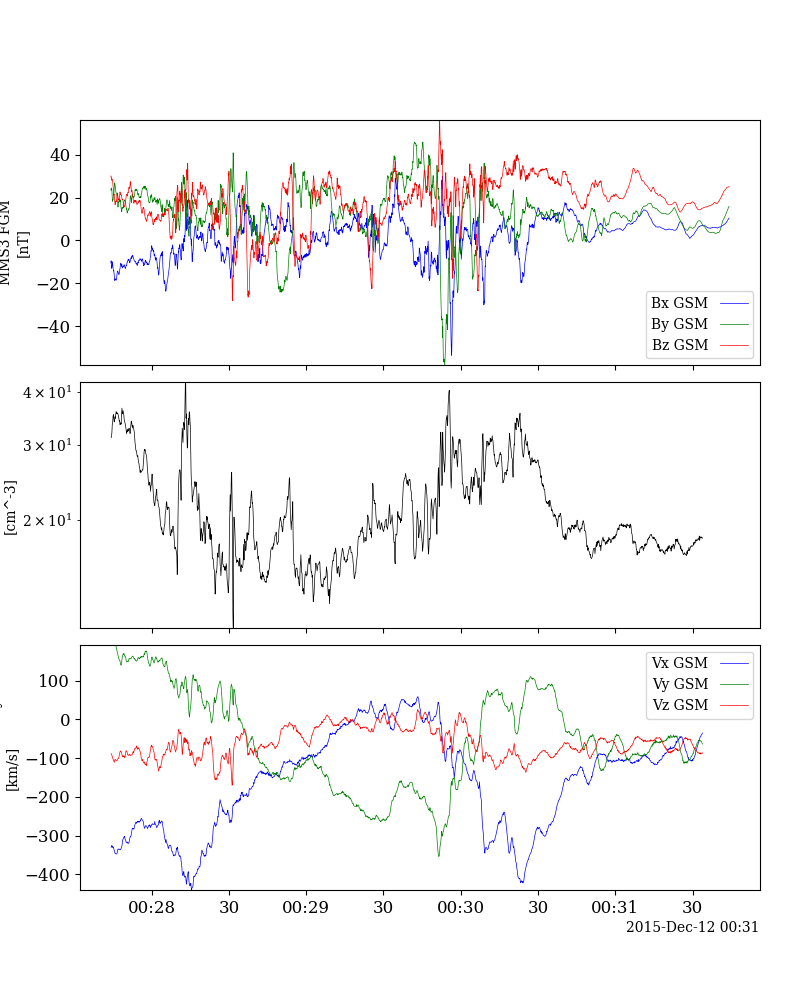 MMS3 FGM
[nT]
40
20
0
−20
−40
Bx GSM
By GSM
Bz GSM
[cm^-3]
4 × 10¹
3 × 10¹
2 × 10¹
[km/s]
100
0
−100
−200
−300
−400
Vx GSM
Vy GSM
Vz GSM
00:28 30 00:29 30 00:30 30 00:31 30
2015-Dec-12 00:31